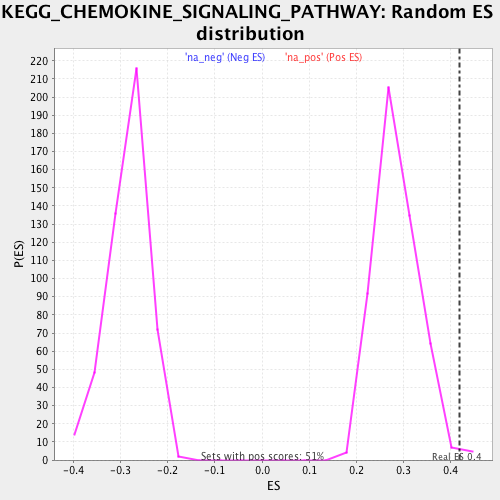 KEGG_CHEMOKINE_SIGNALING_PATHWAY: Random ES
distribution
'na_neg' (Neg ES) 'na_pos' (Pos ES)
220
210
200
190
180
170
160
150
140
130
120
110
100
90
80
70
60
50
40
30
20
10
0
P(ES)
Sets with pos scores: 51%
Real ES 0.4
-0.4 -0.3 -0.2 -0.1 0.0 0.1 0.2 0.3 0.4
ES